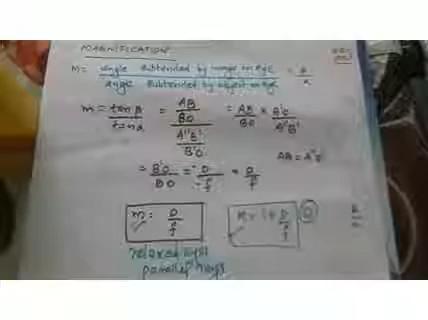 MAGNIFICATION
M = angle subtended by image on eye / angle subtended by object on eye = β/α
m = tan β / tan α = (AB/BO) / (A''B'/B'O) = AB/BO × B'O/A''B'
AB = A''B'
= B'O/BO = -D/-f = D/f
m = D/f
M = 1 + D/f
relaxed eyes
parallel rays